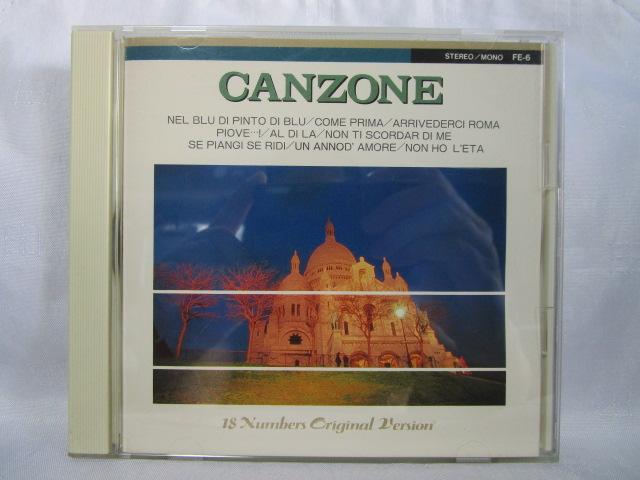 STEREO/MONO FE-6
CANZONE
NEL BLU DI PINTO DI BLU/COME PRIMA/ARRIVEDERCI ROMA
PIOVE…!/AL DI LA/NON TI SCORDAR DI ME
SE PIANGI SE RIDI/UN ANNOD' AMORE/NON HO L'ETA
18 Numbers Original Version